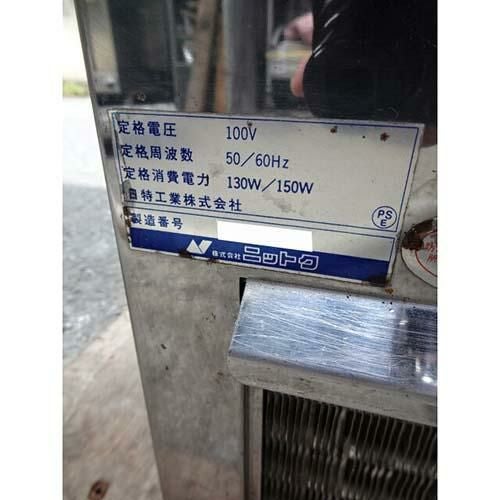 定格電圧 100V
定格周波数 50/60Hz
定格消費電力 130W/150W
日特工業株式会社
製造番号
PS
E
株式会社 ニットク